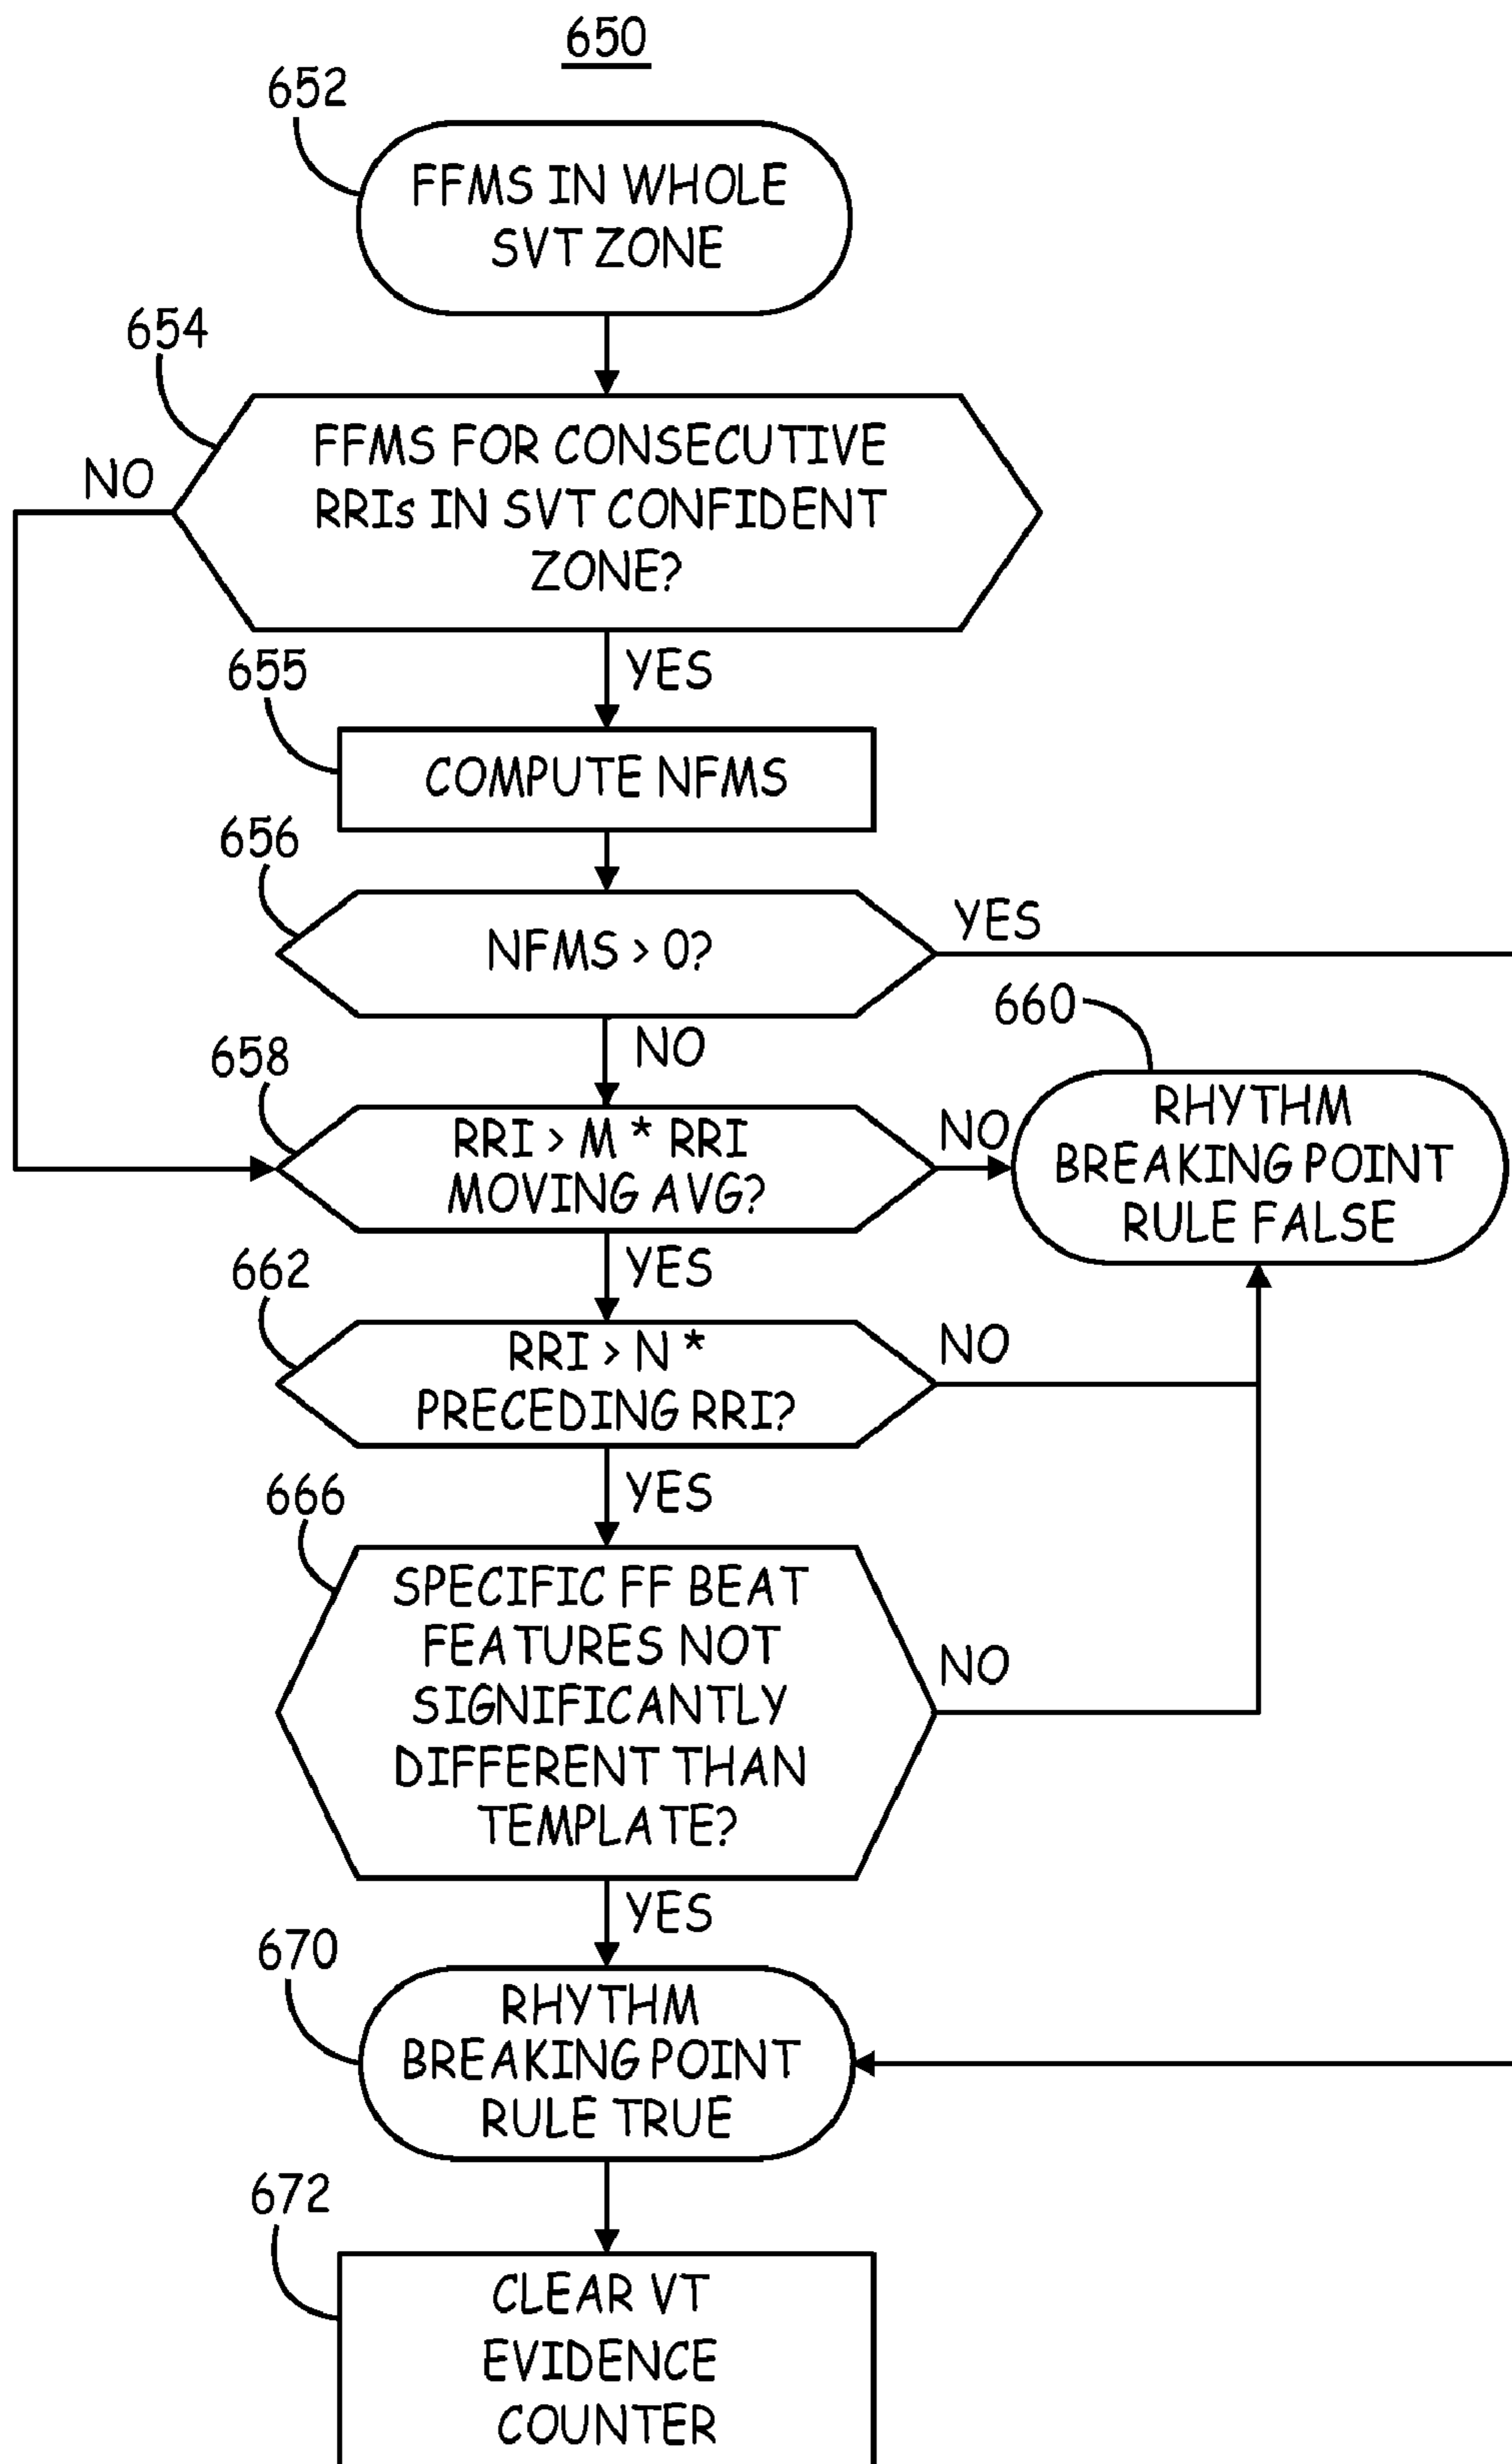 650
652
FFMS IN WHOLE
SVT ZONE
654
FFMS FOR CONSECUTIVE
RRIs IN SVT CONFIDENT
ZONE?
NO
YES
655
COMPUTE NFMS
656
NFMS > 0?
YES
NO
660
658
RRI > M * RRI
MOVING AVG?
NO
RHYTHM
BREAKING POINT
RULE FALSE
YES
662
RRI > N *
PRECEDING RRI?
NO
YES
666
SPECIFIC FF BEAT
FEATURES NOT
SIGNIFICANTLY
DIFFERENT THAN
TEMPLATE?
NO
YES
670
RHYTHM
BREAKING POINT
RULE TRUE
672
CLEAR VT
EVIDENCE
COUNTER